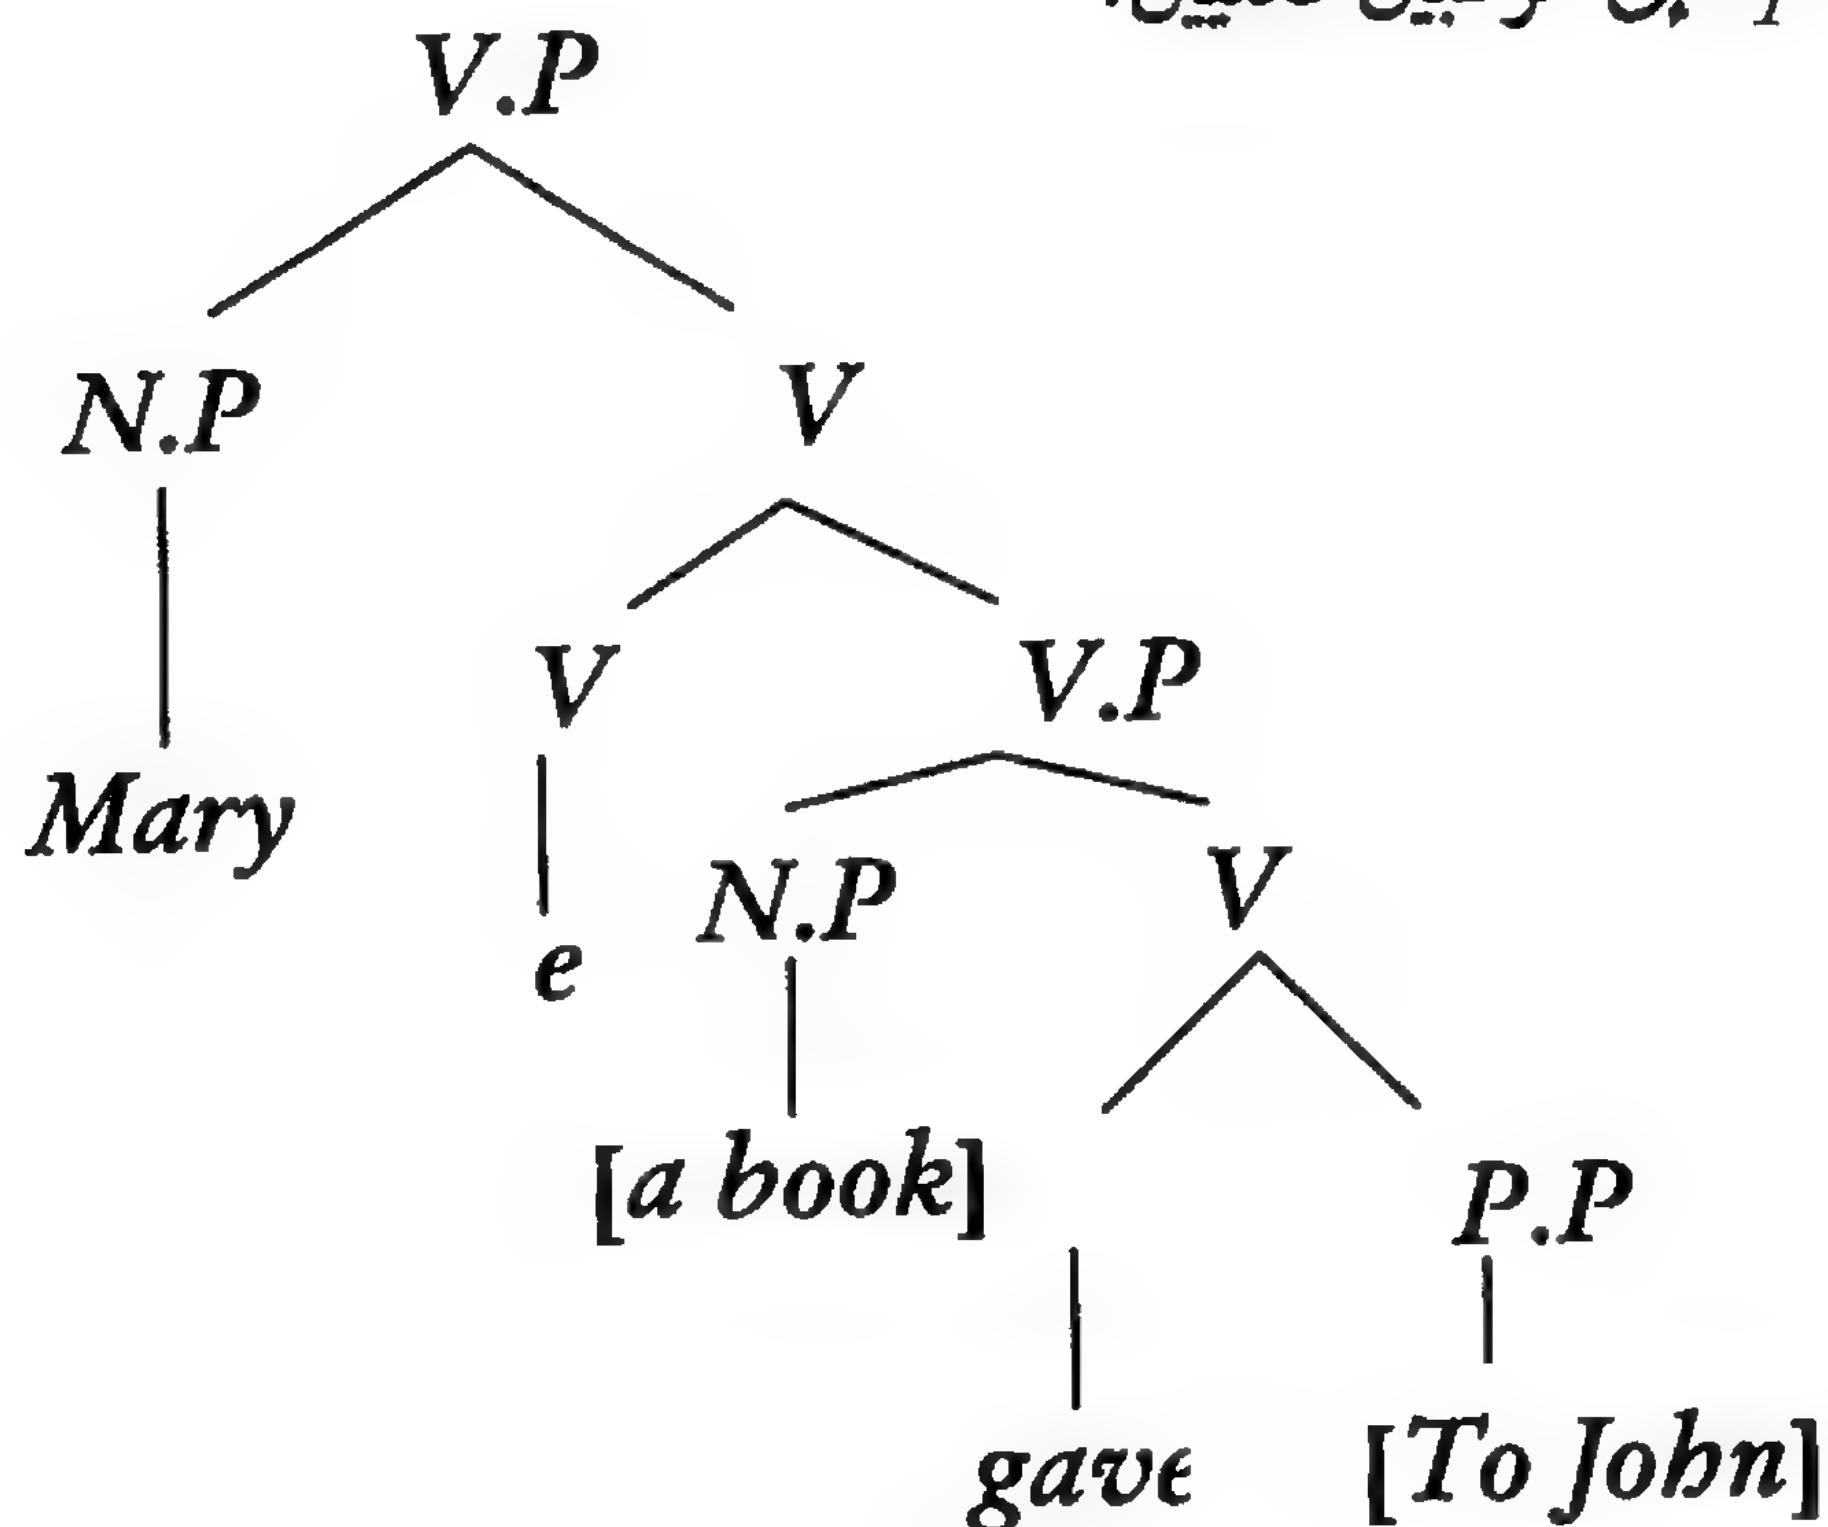 V.P
N.P V
V V.P
Mary
N.P V
e
[a book] P.P
gave [To John]